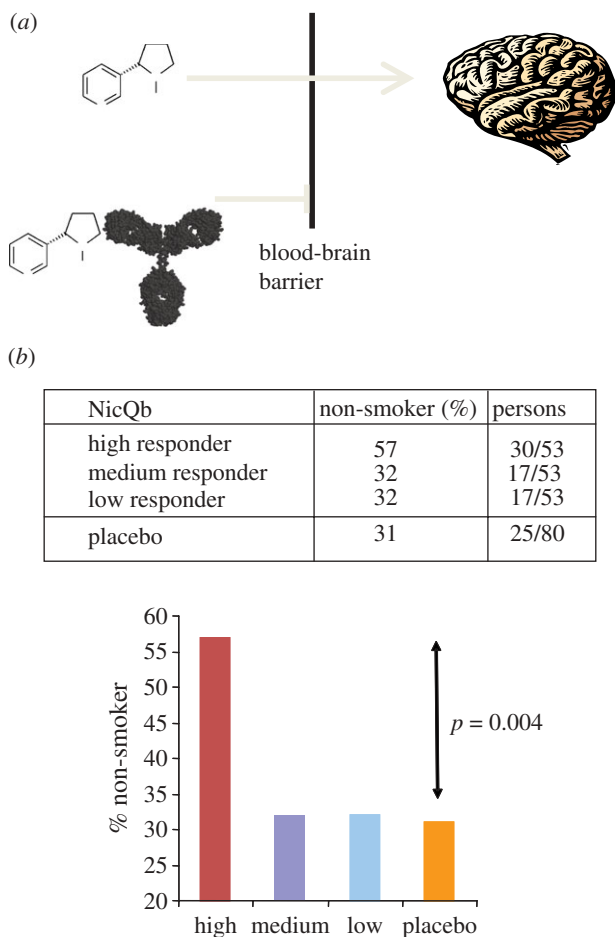 (a)
blood-brain
barrier
(b)
NicQb non-smoker (%) persons
high responder 57 30/53
medium responder 32 17/53
low responder 32 17/53
placebo 31 25/80
60
55
50
45
40
35
30
25
20
% non-smoker
p = 0.004
high medium low placebo